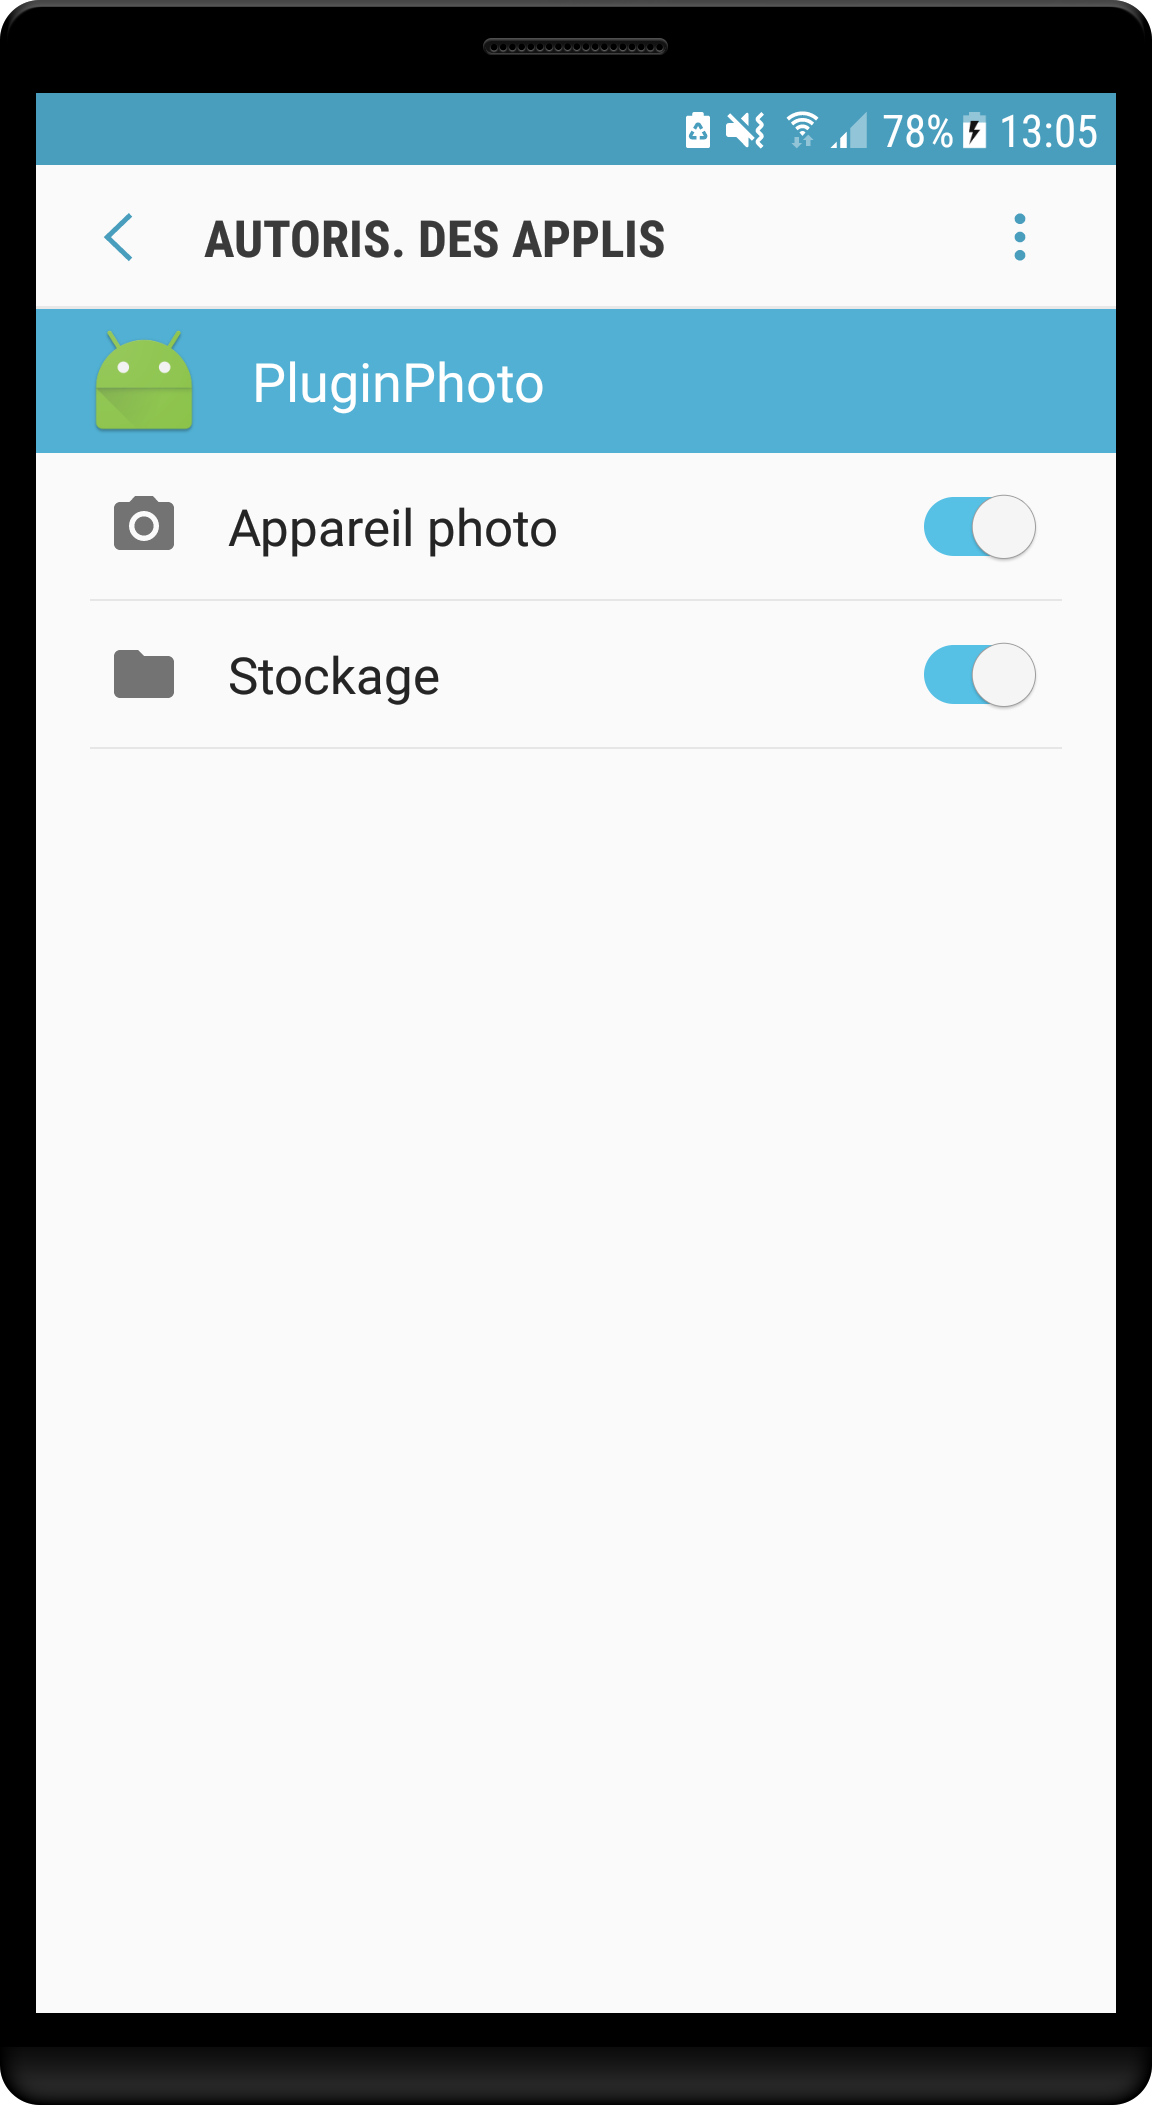 78% 13:05
AUTORIS. DES APPLIS
PluginPhoto
Appareil photo
Stockage